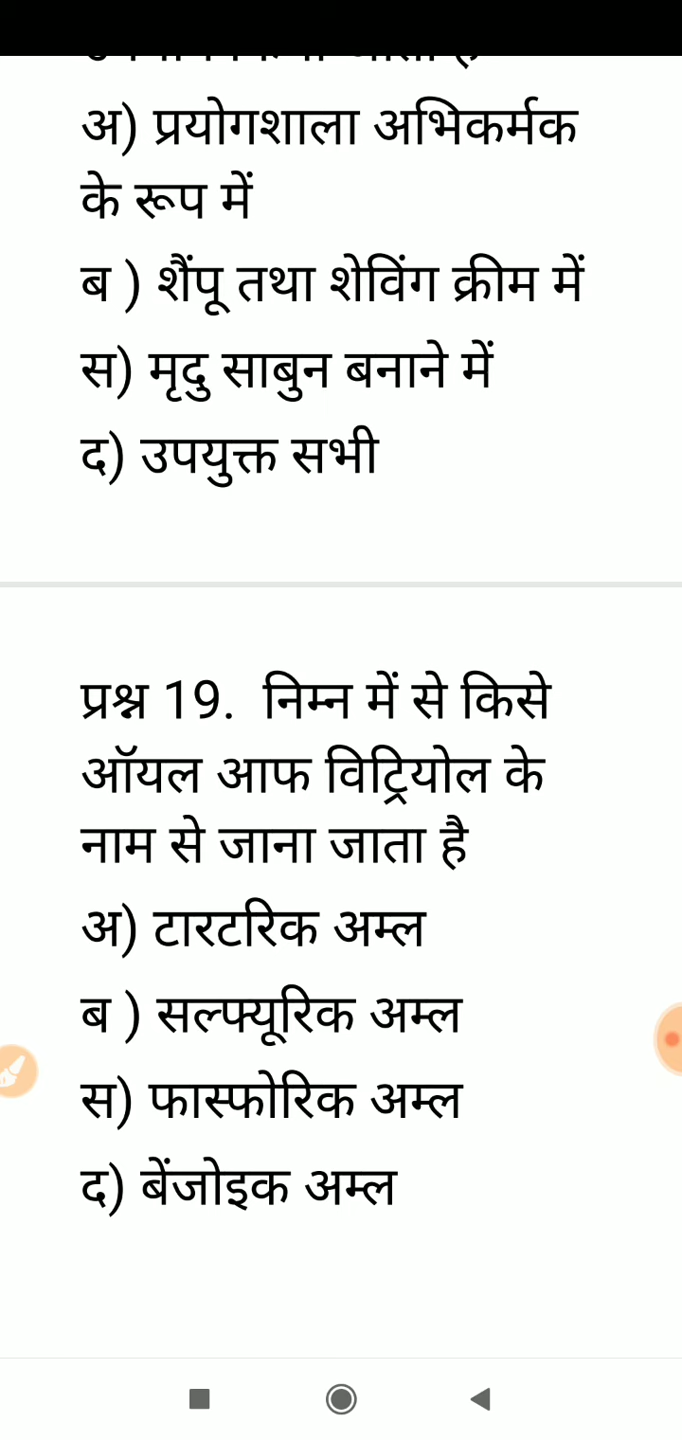 अ) प्रयोगशाला अभिकर्मक
के रूप में
ब ) शैंपू तथा शेविंग क्रीम में
स) मृदु साबुन बनाने में
द) उपयुक्त सभी
प्रश्न 19. निम्न में से किसे
ऑयल आफ विट्रियोल के
नाम से जाना जाता है
अ) टारटरिक अम्ल
ब ) सल्फ्यूरिक अम्ल
स) फास्फोरिक अम्ल
द) बेंजोइक अम्ल